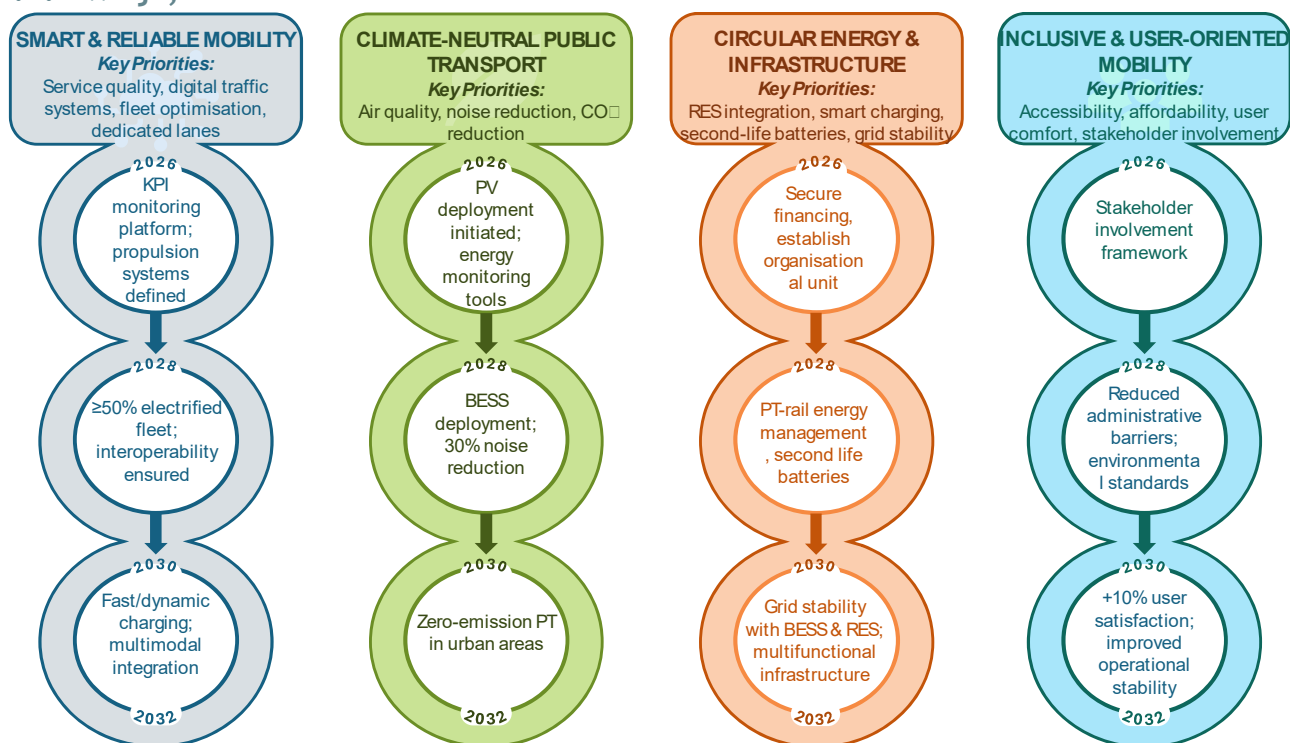 SMART & RELIABLE MOBILITY
Key Priorities:
Service quality, digital traffic
systems, fleet optimisation,
dedicated lanes
2026
KPI
monitoring
platform;
propulsion
systems
defined
2028
≥50% electrified
fleet;
interoperability
ensured
2030
Fast/dynamic
charging;
multimodal
integration
2032
CLIMATE-NEUTRAL PUBLIC
TRANSPORT
Key Priorities:
Air quality, noise reduction, CO□
reduction
2026
PV
deployment
initiated;
energy
monitoring
tools
2028
BESS
deployment;
30% noise
reduction
2030
Zero-emission PT
in urban areas
2032
CIRCULAR ENERGY &
INFRASTRUCTURE
Key Priorities:
RES integration, smart charging,
second-life batteries, grid stability
2026
Secure
financing,
establish
organisation
al unit
2028
PT-rail energy
management
, second life
batteries
2030
Grid stability
with BESS & RES;
multifunctional
infrastructure
2032
INCLUSIVE & USER-ORIENTED
MOBILITY
Key Priorities:
Accessibility, affordability, user
comfort, stakeholder involvement
2026
Stakeholder
involvement
framework
2028
Reduced
administrative
barriers;
environmenta
l standards
2030
+10% user
satisfaction;
improved
operational
stability
2032